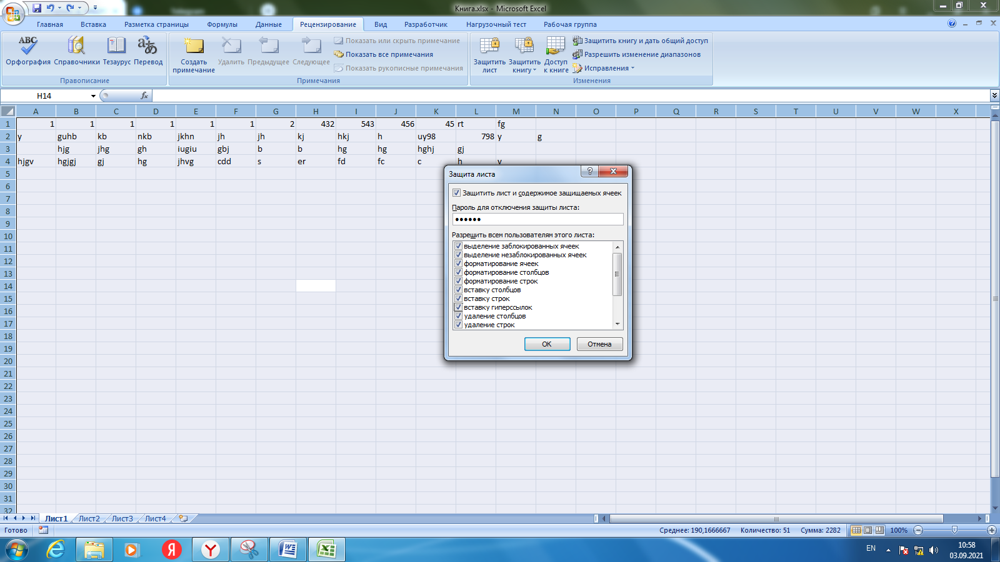 Книга.xlsx - Microsoft Excel
Главная Вставка Разметка страницы Формулы Данные Рецензирование Вид Разработчик Нагрузочный тест Рабочая группа
ABC
Орфография Справочники Тезаурус Перевод
Правописание
Создать примечание Удалить Предыдущее Следующее
Показать или скрыть примечание
Показать все примечания
Показать рукописные примечания
Примечания
Защитить лист Защитить книгу Доступ к книге
Защитить книгу и дать общий доступ
Разрешить изменение диапазонов
Исправления
Изменения
H14 fx
A B C D E F G H I J K L M N O P Q R S T U V W X
1 1 1 1 1 1 1 2 432 543 456 45 rt fg
2 y guhb kb nkb jkhn jh jh kj hkj h uy98 798 y g
3 hjg jhg gh iugiu gbj b b hg hg hghj gj
4 hjgv hgjgj gj hg jhvg cdd s er fd fc c h v
5
6
7
8
9
10
11
12
13
14
15
16
17
18
19
20
21
22
23
24
25
26
27
28
29
30
31
32
Защита листа
Защитить лист и содержимое защищаемых ячеек
Пароль для отключения защиты листа:
••••••
Разрешить всем пользователям этого листа:
выделение заблокированных ячеек
выделение незаблокированных ячеек
форматирование ячеек
форматирование столбцов
форматирование строк
вставку столбцов
вставку строк
вставку гиперссылок
удаление столбцов
удаление строк
ОК Отмена
Лист1 Лист2 Лист3 Лист4
Готово Среднее: 190,1666667 Количество: 51 Сумма: 2282 100%
EN 10:58
03.09.2021